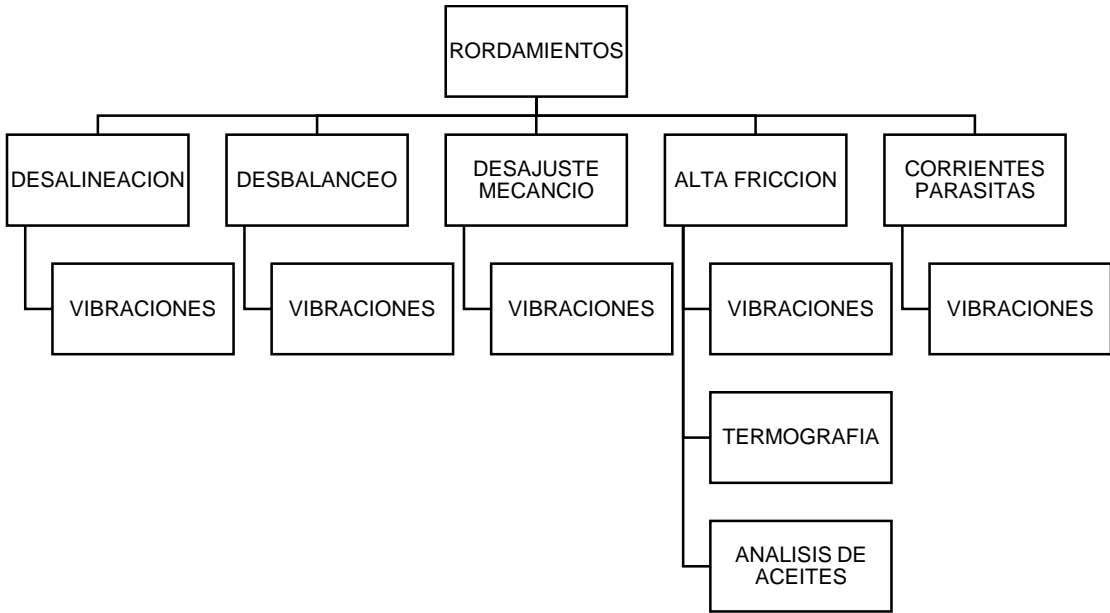 RORDAMIENTOS
DESALINEACION
DESBALANCEO
DESAJUSTE
MECANCIO
ALTA FRICCION
CORRIENTES
PARASITAS
VIBRACIONES
VIBRACIONES
VIBRACIONES
VIBRACIONES
VIBRACIONES
TERMOGRAFIA
ANALISIS DE
ACEITES